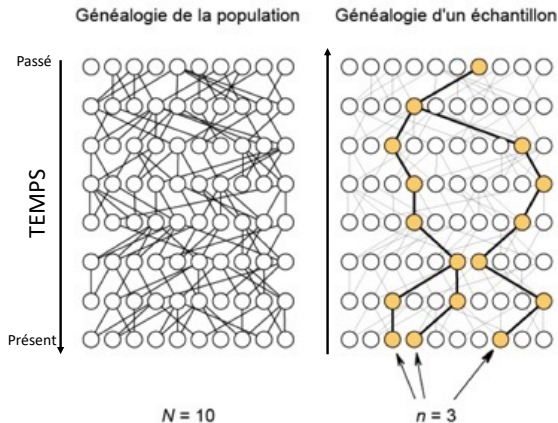 Généalogie de la population
Généalogie d'un échantillon
Passé
TEMPS
Présent
N = 10
n = 3